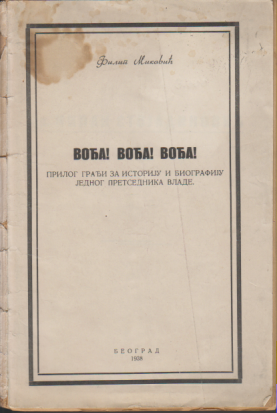 Филип Маковић
ВОЂА! ВОЂА! ВОЂА!
ПРИЛОГ ГРАЂИ ЗА ИСТОРИЈУ И БИОГРАФИЈУ
ЈЕДНОГ ПРЕТСЕДНИКА ВЛАДЕ.
БЕОГРАД
1938